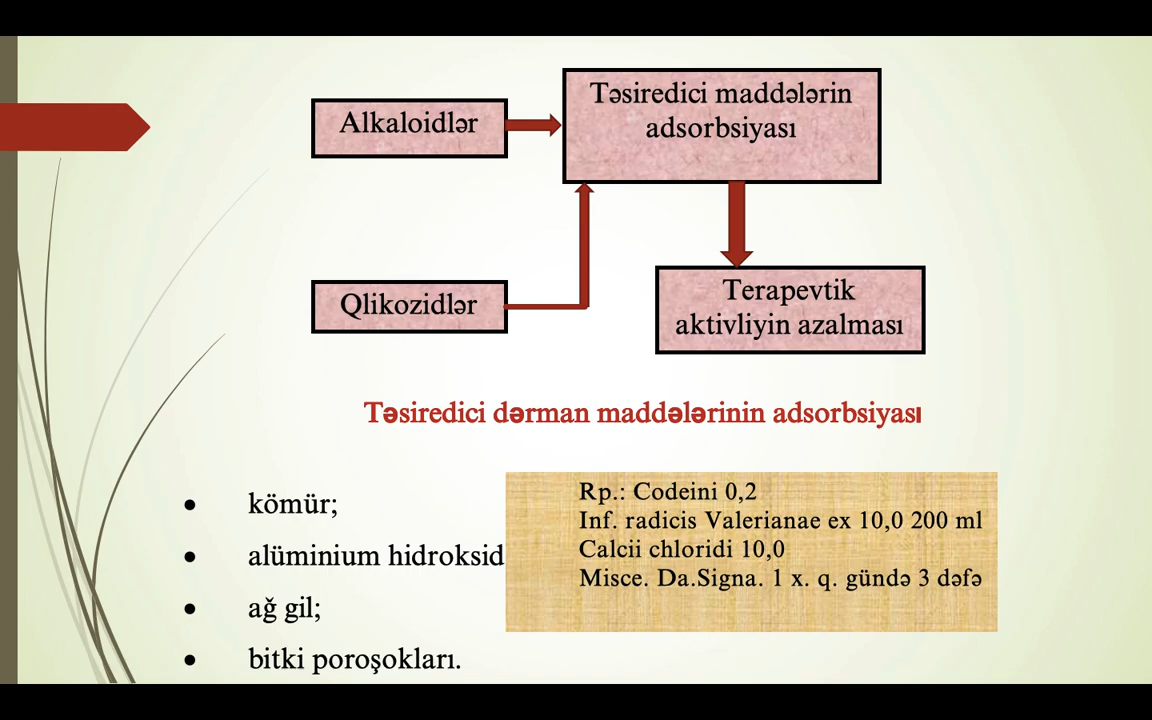 Alkaloidlər
Təsiredici maddələrin
adsorbsiyası
Qlikozidlər
Terapevtik
aktivliyin azalması
Təsiredici dərman maddələrinin adsorbsiyası
• kömür;
• alüminium hidroksid
• ağ gil;
• bitki poroşokları.
Rp.: Codeini 0,2
Inf. radicis Valerianae ex 10,0 200 ml
Calcii chloridi 10,0
Misce. Da.Signa. 1 x. q. gündə 3 dəfə